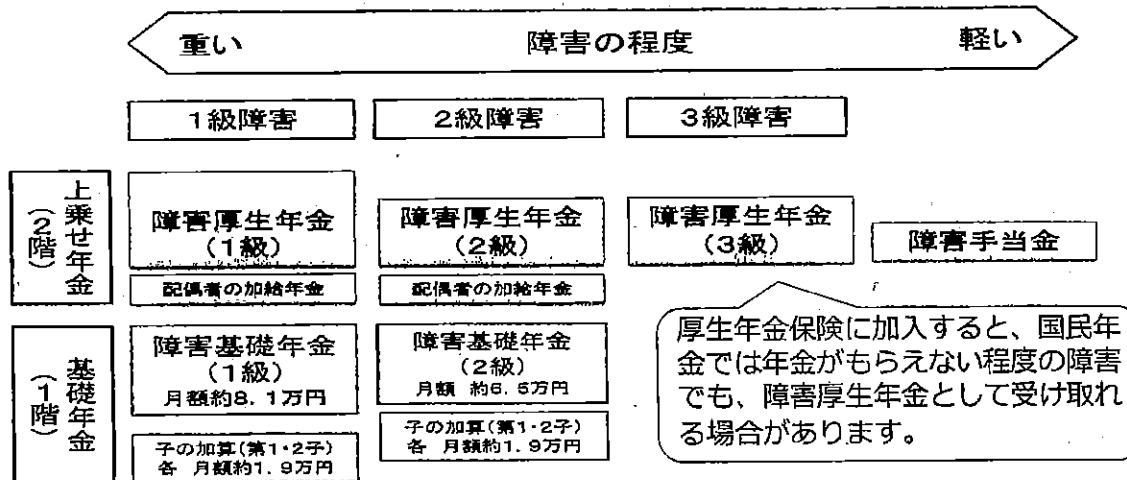 重い 障害の程度 軽い
1級障害 2級障害 3級障害
上乗せ年金
(2階)
障害厚生年金
(1級)
配偶者の加給年金
障害厚生年金
(2級)
配偶者の加給年金
障害厚生年金
(3級)
障害手当金
基礎年金
(1階)
障害基礎年金
(1級)
月額約8.1万円
子の加算(第1・2子)
各 月額約1.9万円
障害基礎年金
(2級)
月額 約6.5万円
子の加算(第1・2子)
各 月額約1.9万円
厚生年金保険に加入すると、国民年
金では年金がもらえない程度の障害
でも、障害厚生年金として受け取れ
る場合があります。